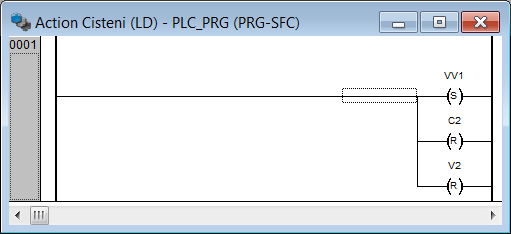 Action Cisteni (LD) - PLC_PRG (PRG-SFC)
0001
VV1
S
C2
R
V2
R